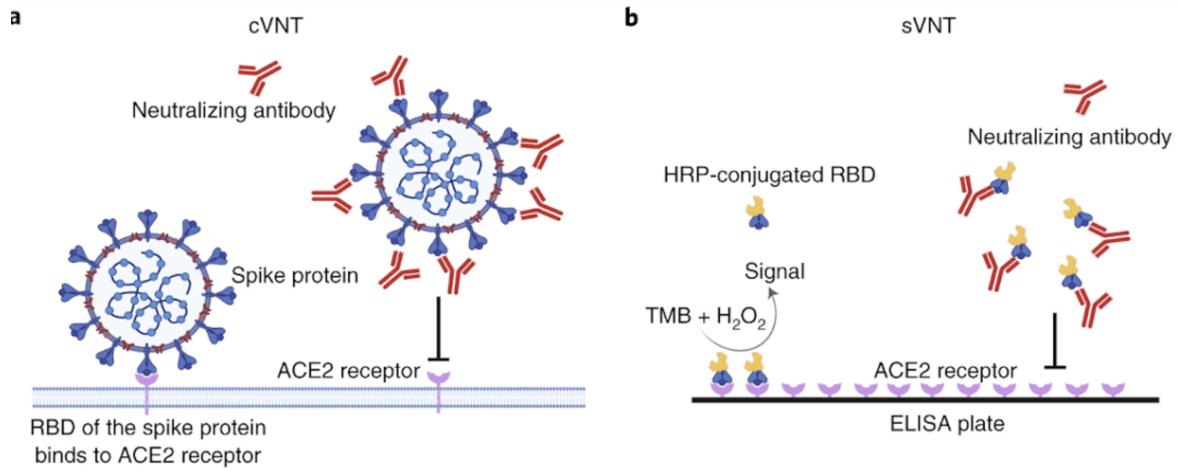 a
cVNT
Neutralizing antibody
Spike protein
ACE2 receptor
RBD of the spike protein
binds to ACE2 receptor
b
sVNT
Neutralizing antibody
HRP-conjugated RBD
Signal
TMB + H₂O₂
ACE2 receptor
ELISA plate